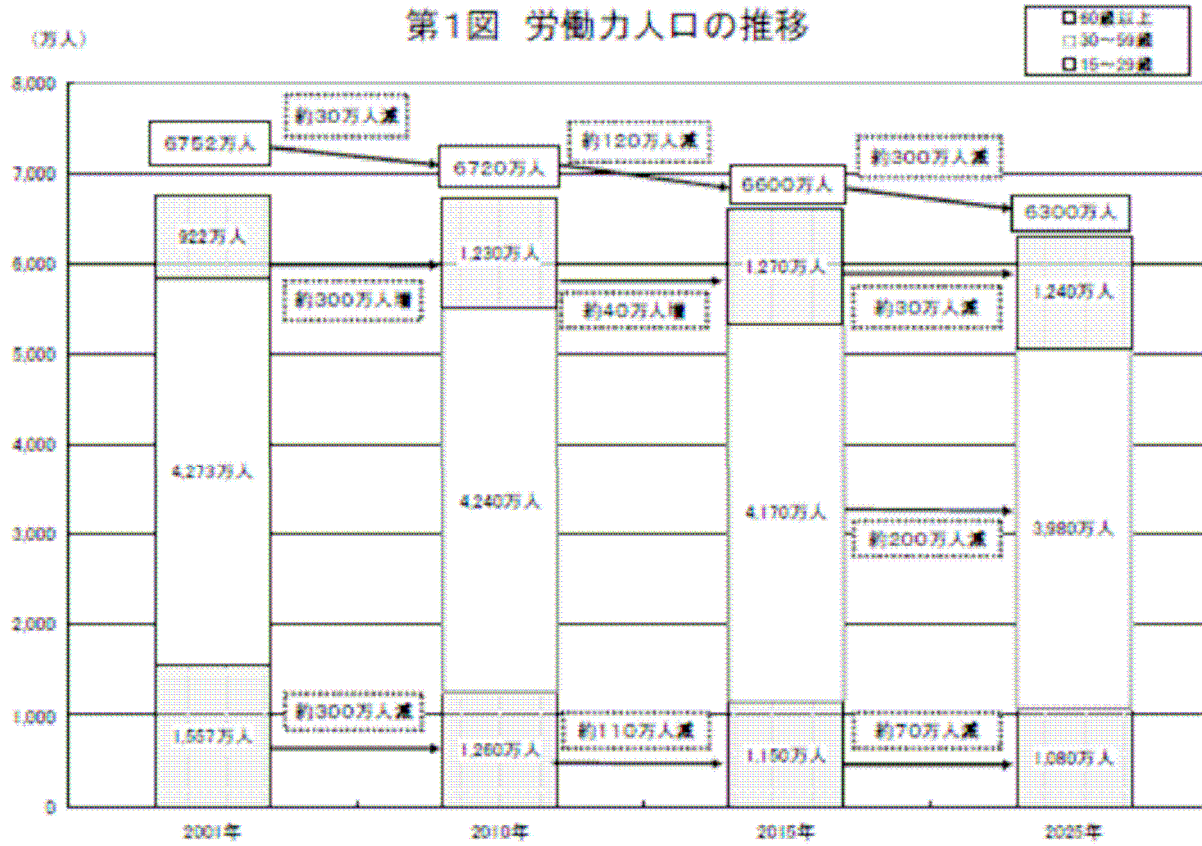 第1図 労働力人口の推移
(万人)
60歳以上
30~59歳
15~29歳
8,000
7,000
6,000
5,000
4,000
3,000
2,000
1,000
0
6752万人
約30万人減
6720万人
約120万人減
6600万人
約300万人減
6300万人
922万人
約300万人増
1,230万人
約40万人増
1,270万人
約30万人減
1,240万人
4,273万人
4,240万人
4,170万人
約200万人減
3,980万人
1,557万人
約300万人減
1,250万人
約110万人減
1,150万人
約70万人減
1,080万人
2001年
2010年
2015年
2025年